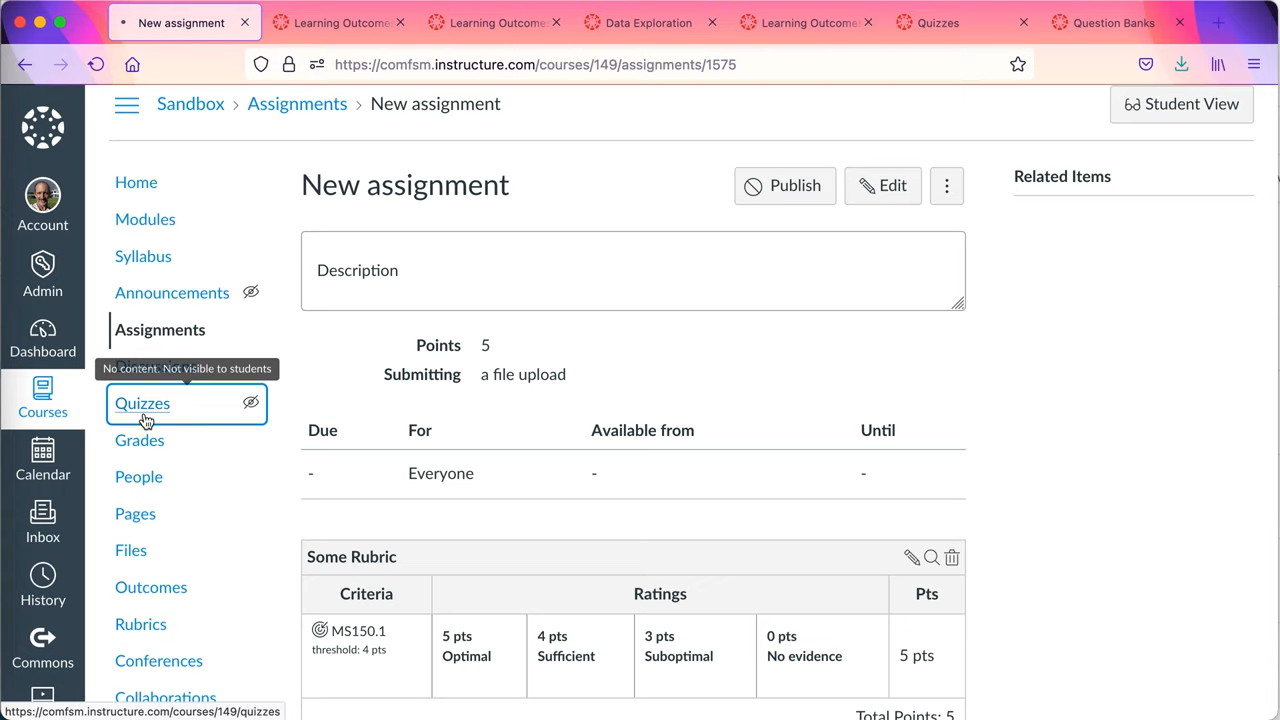 New assignment
Learning Outcome
Learning Outcome
Data Exploration
Learning Outcome
Quizzes
Question Banks
https://comfsm.instructure.com/courses/149/assignments/1575
Sandbox › Assignments › New assignment
Student View
Account
Admin
Dashboard
Courses
Calendar
Inbox
History
Commons
Home
Modules
Syllabus
Announcements
Assignments
No content. Not visible to students
Quizzes
Grades
People
Pages
Files
Outcomes
Rubrics
Conferences
Collaborations
https://comfsm.instructure.com/courses/149/quizzes
New assignment
Publish
Edit
Related Items
Description
Points 5
Submitting a file upload
Due For Available from Until
- Everyone - -
Some Rubric
Criteria Ratings Pts
MS150.1
threshold: 4 pts
5 pts
Optimal
4 pts
Sufficient
3 pts
Suboptimal
0 pts
No evidence
5 pts
Total Points: 5